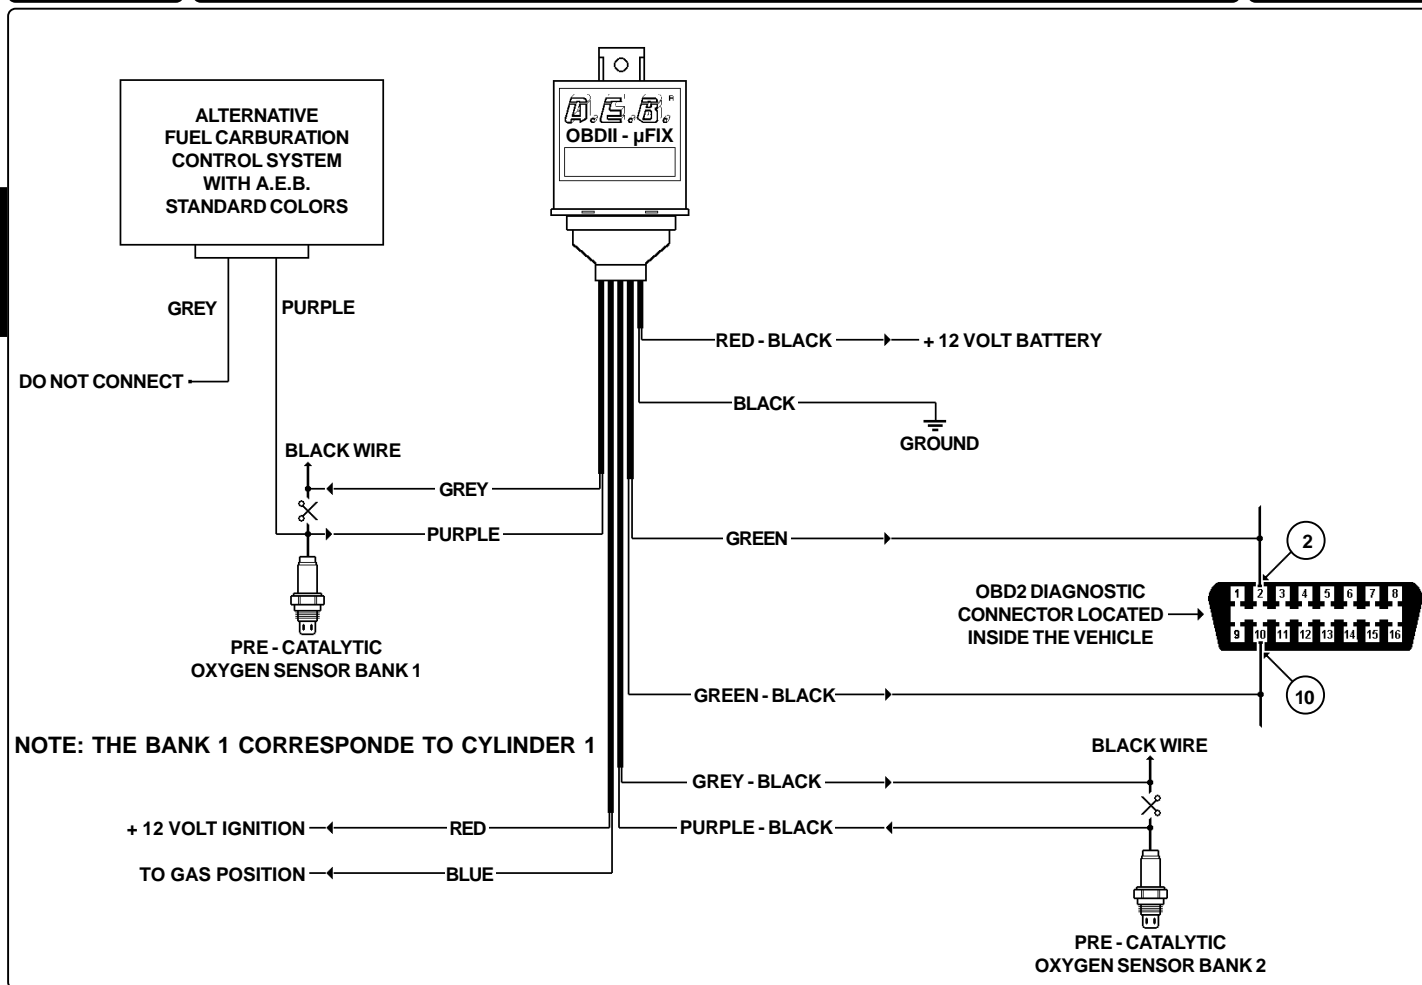 ALTERNATIVE
FUEL CARBURATION
CONTROL SYSTEM
WITH A.E.B.
STANDARD COLORS
A.E.B.®
OBDII - µFIX
GREY
PURPLE
DO NOT CONNECT
RED - BLACK
+ 12 VOLT BATTERY
BLACK
GROUND
BLACK WIRE
GREY
PURPLE
PRE - CATALYTIC
OXYGEN SENSOR BANK 1
GREEN
2
OBD2 DIAGNOSTIC
CONNECTOR LOCATED
INSIDE THE VEHICLE
1 2 3 4 5 6 7 8
9 10 11 12 13 14 15 16
GREEN - BLACK
10
NOTE: THE BANK 1 CORRESPONDE TO CYLINDER 1
BLACK WIRE
GREY - BLACK
PURPLE - BLACK
+ 12 VOLT IGNITION
RED
TO GAS POSITION
BLUE
PRE - CATALYTIC
OXYGEN SENSOR BANK 2